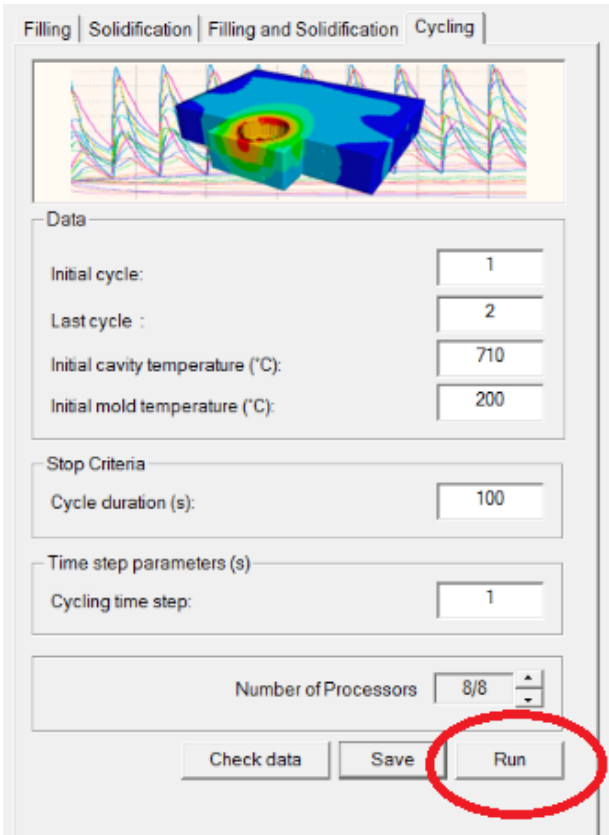 Filling Solidification Filling and Solidification Cycling
Data
Initial cycle: 1
Last cycle : 2
Initial cavity temperature (°C): 710
Initial mold temperature (°C): 200
Stop Criteria
Cycle duration (s): 100
Time step parameters (s)
Cycling time step: 1
Number of Processors 8/8
Check data Save Run